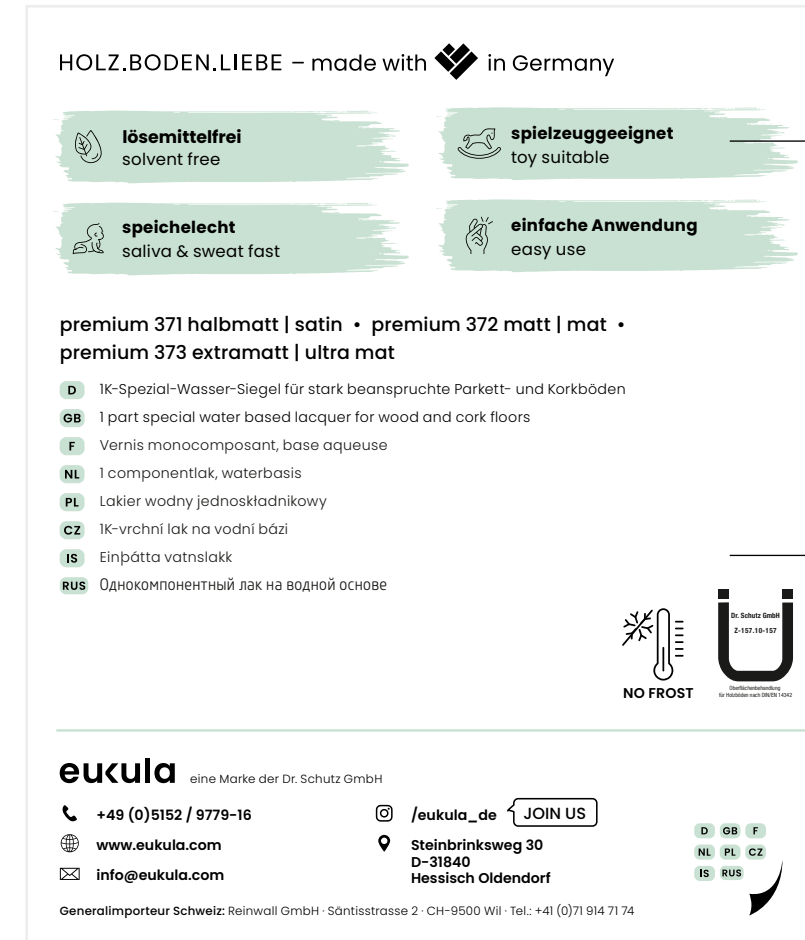 HOLZ.BODEN.LIEBE – made with in Germany
lösemittelfrei
solvent free
spielzeuggeeignet
toy suitable
speichelecht
saliva & sweat fast
einfache Anwendung
easy use
premium 371 halbmatt | satin • premium 372 matt | mat •
premium 373 extramatt | ultra mat
D 1K-Spezial-Wasser-Siegel für stark beanspruchte Parkett- und Korkböden
GB 1 part special water based lacquer for wood and cork floors
F Vernis monocomposant, base aqueuse
NL 1 componentlak, waterbasis
PL Lakier wodny jednoskładnikowy
CZ 1K-vrchní lak na vodní bázi
IS Einþátta vatnslakk
RUS Однокомпонентный лак на водной основе
NO FROST
Dr. Schutz GmbH
Z-157.10-157
Oberflächenbehandlung
für Holzböden nach DIN/EN 14342
eukula eine Marke der Dr. Schutz GmbH
+49 (0)5152 / 9779-16
www.eukula.com
info@eukula.com
/eukula_de JOIN US
Steinbrinksweg 30
D-31840
Hessisch Oldendorf
D GB F
NL PL CZ
IS RUS
Generalimporteur Schweiz: Reinwall GmbH · Säntisstrasse 2 · CH-9500 Wil · Tel.: +41 (0)71 914 71 74